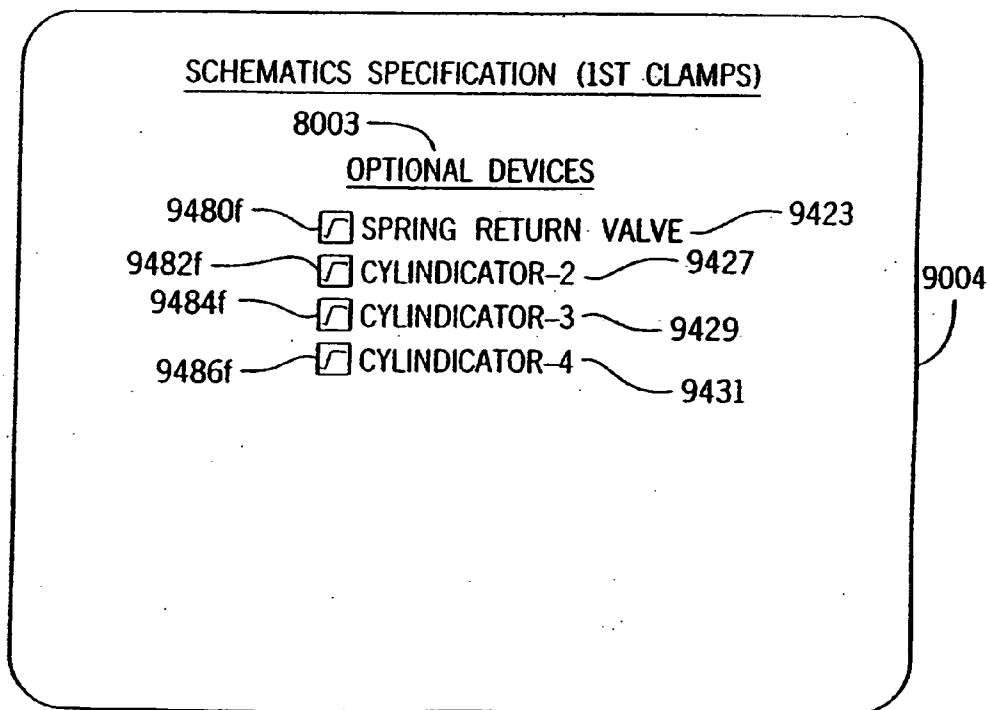 SCHEMATICS SPECIFICATION (1ST CLAMPS)
8003
OPTIONAL DEVICES
9480f SPRING RETURN VALVE 9423
9482f CYLINDICATOR-2 9427
9004
9484f CYLINDICATOR-3 9429
9486f CYLINDICATOR-4 9431